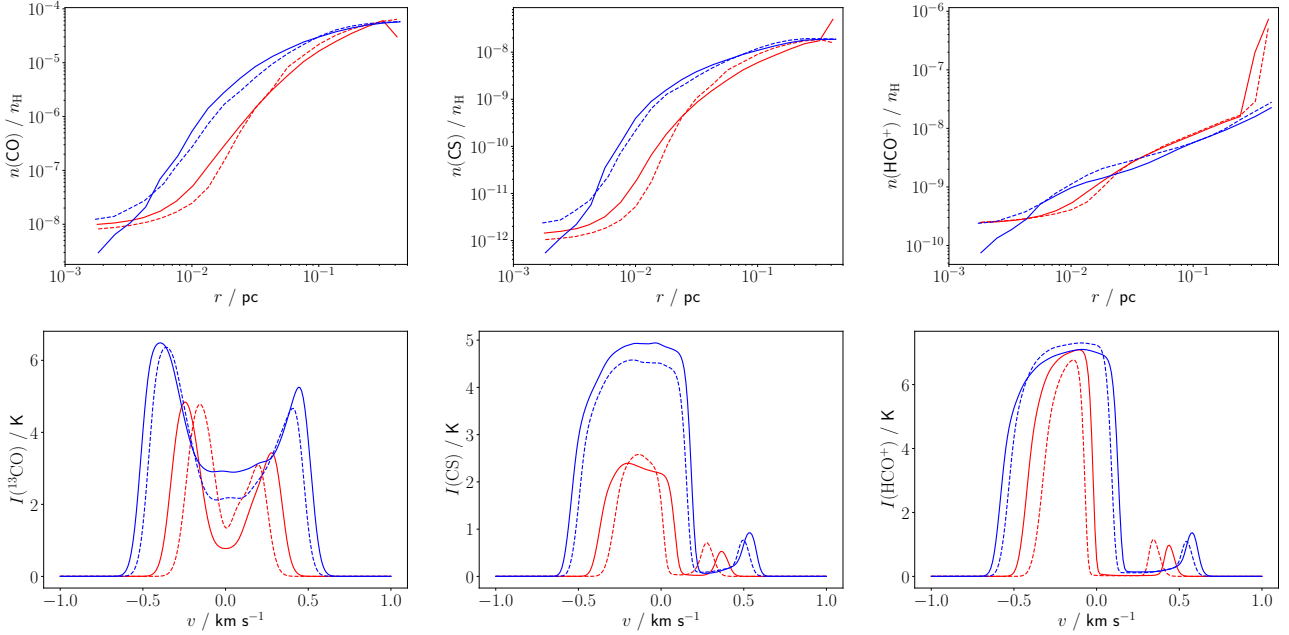 10⁻⁴
10⁻⁵
10⁻⁶
10⁻⁷
10⁻⁸
n(CO) / n_H
10⁻³ 10⁻² 10⁻¹
r / pc
10⁻⁸
10⁻⁹
10⁻¹⁰
10⁻¹¹
10⁻¹²
n(CS) / n_H
10⁻³ 10⁻² 10⁻¹
r / pc
10⁻⁶
10⁻⁷
10⁻⁸
10⁻⁹
10⁻¹⁰
n(HCO⁺) / n_H
10⁻³ 10⁻² 10⁻¹
r / pc
6
4
2
0
I(¹³CO) / K
−1.0 −0.5 0.0 0.5 1.0
v / km s⁻¹
5
4
3
2
1
0
I(CS) / K
−1.0 −0.5 0.0 0.5 1.0
v / km s⁻¹
6
4
2
0
I(HCO⁺) / K
−1.0 −0.5 0.0 0.5 1.0
v / km s⁻¹